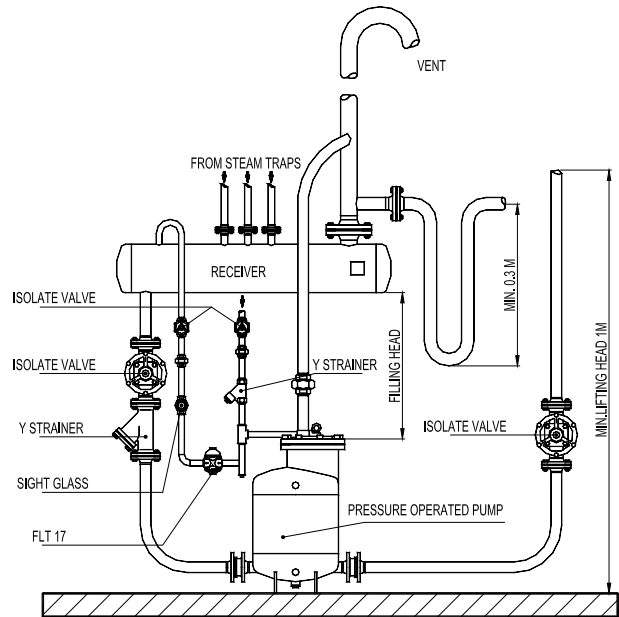 VENT
FROM STEAM TRAPS
RECEIVER
ISOLATE VALVE
ISOLATE VALVE
Y STRAINER
Y STRAINER
SIGHT GLASS
FLT 17
FILLING HEAD
MIN. 0.3 M
ISOLATE VALVE
MIN.LIFTING HEAD 1M
PRESSURE OPERATED PUMP